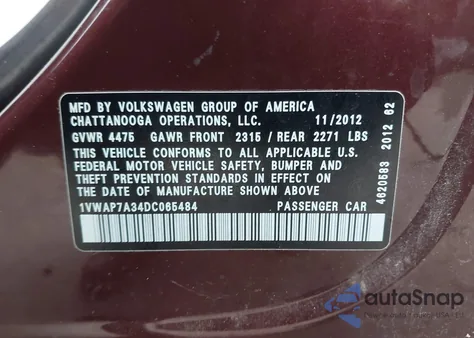 MFD BY VOLKSWAGEN GROUP OF AMERICA
CHATTANOOGA OPERATIONS, LLC. 11/2012
GVWR 4475 GAWR FRONT 2315 / REAR 2271 LBS
THIS VEHICLE CONFORMS TO ALL APPLICABLE U.S.
FEDERAL MOTOR VEHICLE SAFETY, BUMPER AND
THEFT PREVENTION STANDARDS IN EFFECT ON THE
DATE OF MANUFACTURE SHOWN ABOVE.
1VWAP7A34DC065484 PASSENGER CAR
4620583 2012 62
autoSnap